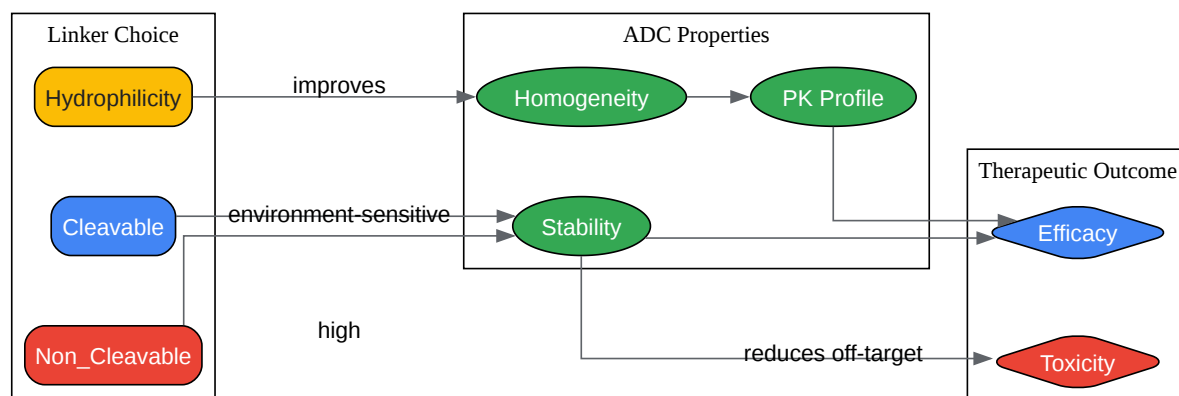 Linker Choice
ADC Properties
Hydrophilicity
improves
Homogeneity
PK Profile
Therapeutic Outcome
Cleavable
environment-sensitive
Stability
Efficacy
Non_Cleavable
high
reduces off-target
Toxicity